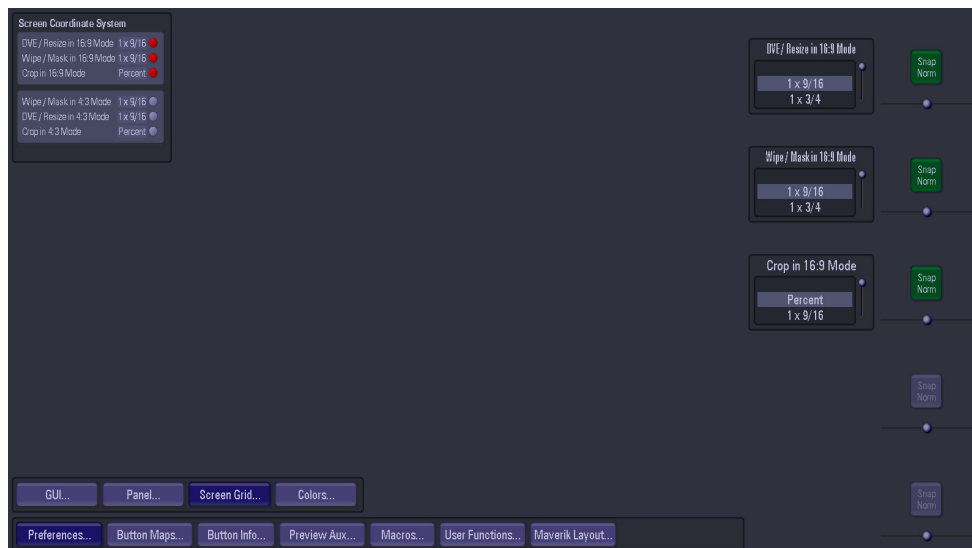 Screen Coordinate System
DVE / Resize in 16:9 Mode 1 x 9/16
Wipe / Mask in 16:9 Mode 1 x 9/16
Crop in 16:9 Mode Percent
Wipe / Mask in 4:3 Mode 1 x 9/16
DVE / Resize in 4:3 Mode 1 x 9/16
Crop in 4:3 Mode Percent
DVE / Resize in 16:9 Mode
1 x 9/16
1 x 3/4
Snap
Norm
Wipe / Mask in 16:9 Mode
1 x 9/16
1 x 3/4
Snap
Norm
Crop in 16:9 Mode
Percent
1 x 9/16
Snap
Norm
Snap
Norm
Snap
Norm
GUI... Panel... Screen Grid... Colors...
Preferences... Button Maps... Button Info... Preview Aux... Macros... User Functions... Maverik Layout...